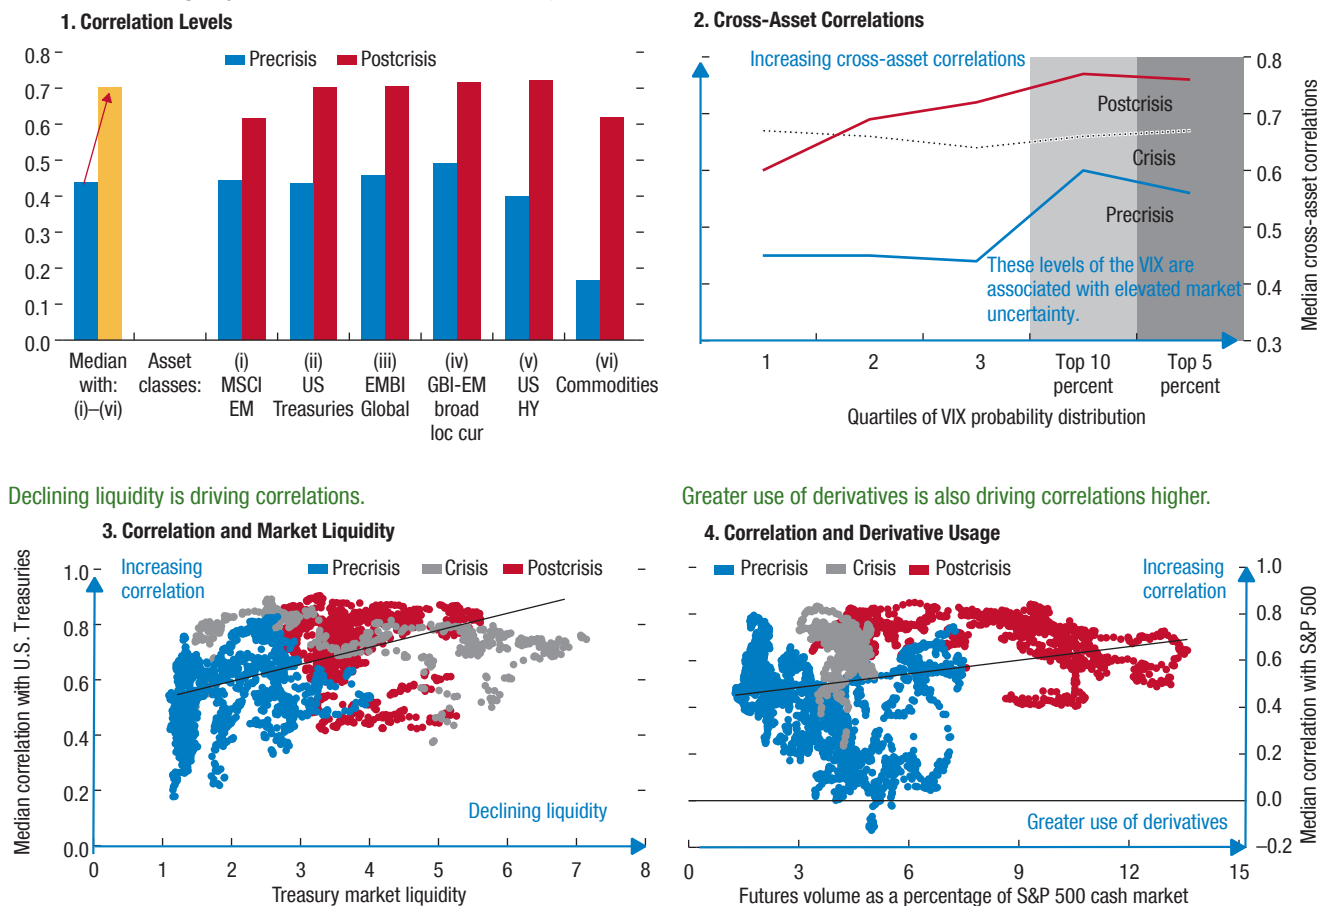 1. Correlation Levels
Precrisis
Postcrisis
0.8
0.7
0.6
0.5
0.4
0.3
0.2
0.1
0.0
Median
with:
(i)–(vi)
Asset
classes:
(i)
MSCI
EM
(ii)
US
Treasuries
(iii)
EMBI
Global
(iv)
GBI-EM
broad
loc cur
(v)
US
HY
(vi)
Commodities
2. Cross-Asset Correlations
Increasing cross-asset correlations
Postcrisis
Crisis
Precrisis
These levels of the VIX are
associated with elevated market
uncertainty.
0.8
0.7
0.6
0.5
0.4
0.3
Median cross-asset correlations
1
2
3
Top 10
percent
Top 5
percent
Quartiles of VIX probability distribution
Declining liquidity is driving correlations.
3. Correlation and Market Liquidity
Increasing
correlation
Precrisis
Crisis
Postcrisis
Median correlation with U.S. Treasuries
1.0
0.8
0.6
0.4
0.2
0.0
Declining liquidity
0
1
2
3
4
5
6
7
8
Treasury market liquidity
Greater use of derivatives is also driving correlations higher.
4. Correlation and Derivative Usage
Precrisis
Crisis
Postcrisis
Increasing
correlation
1.0
0.8
0.6
0.4
0.2
0.0
–0.2
Median correlation with S&P 500
Greater use of derivatives
0
3
6
9
12
15
Futures volume as a percentage of S&P 500 cash market